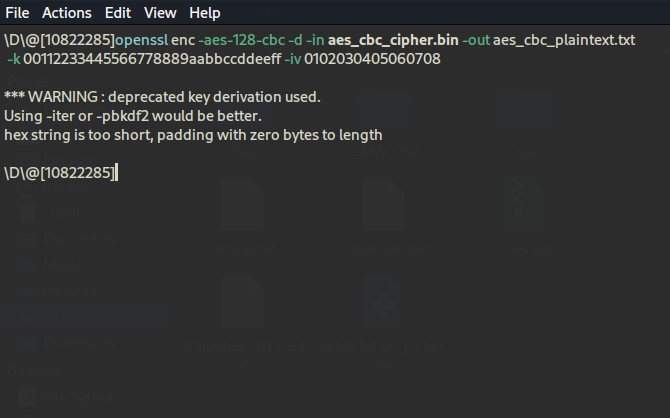 File Actions Edit View Help
\D\@[10822285]openssl enc -aes-128-cbc -d -in aes_cbc_cipher.bin -out aes_cbc_plaintext.txt
-k 00112233445566778889aabbccddeeff -iv 0102030405060708
*** WARNING : deprecated key derivation used.
Using -iter or -pbkdf2 would be better.
hex string is too short, padding with zero bytes to length
\D\@[10822285]